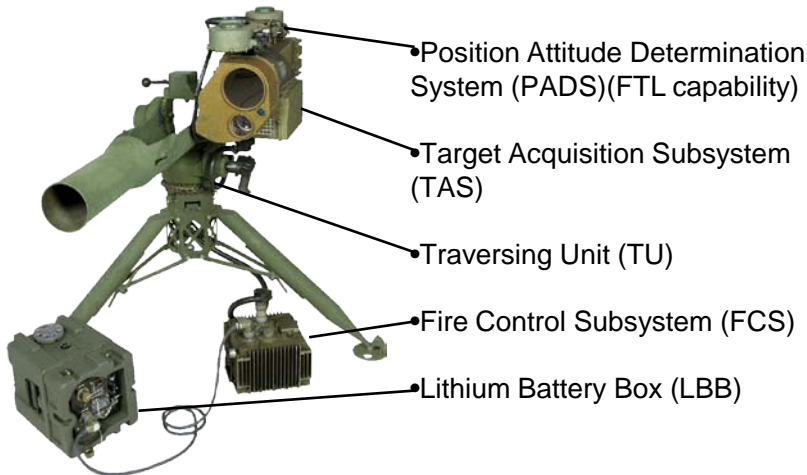 •Position Attitude Determination
System (PADS)(FTL capability)
•Target Acquisition Subsystem
(TAS)
•Traversing Unit (TU)
•Fire Control Subsystem (FCS)
•Lithium Battery Box (LBB)